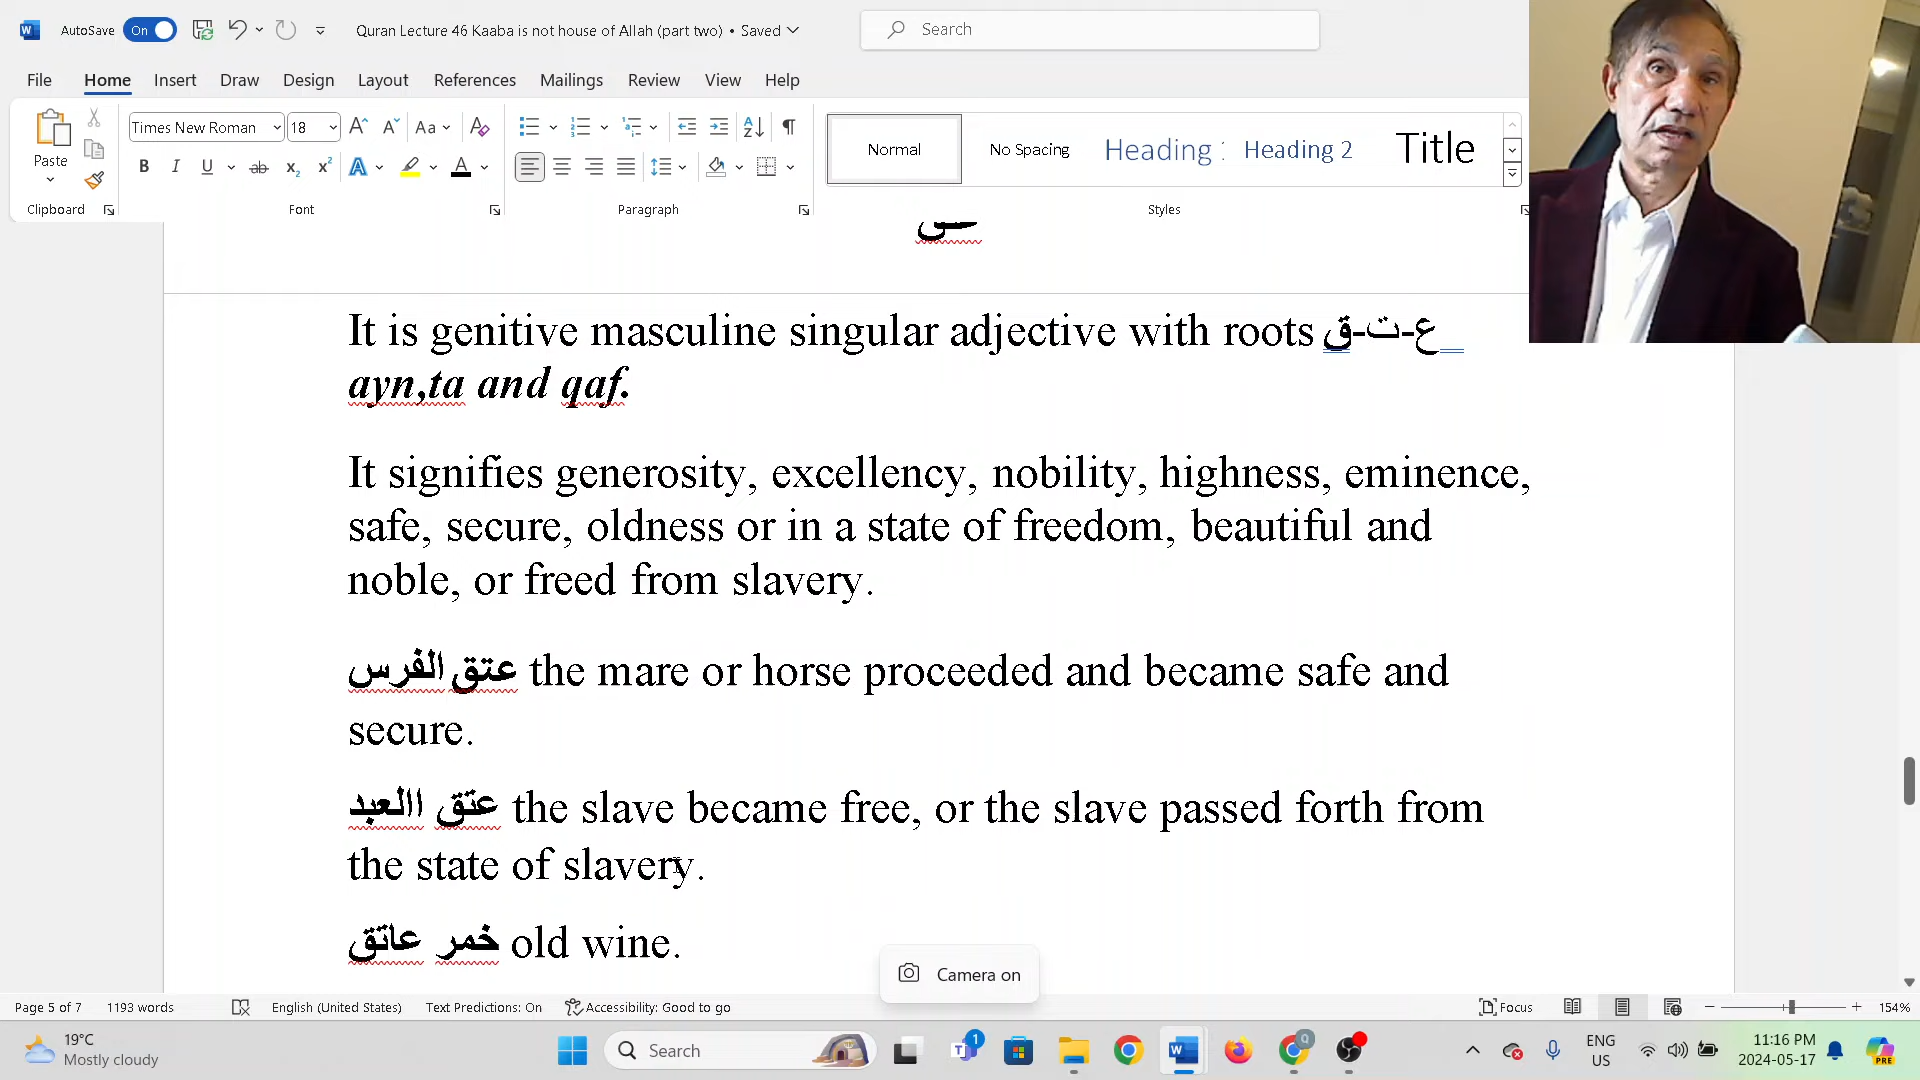 AutoSave On Quran Lecture 46 Kaaba is not house of Allah (part two) • Saved Search
File Home Insert Draw Design Layout References Mailings Review View Help
Paste Times New Roman 18 Aa Normal No Spacing Heading Heading 2 Title
B I U ab x₂ x² A A
Clipboard Font Paragraph Styles
It is genitive masculine singular adjective with roots ع-ت-ق
ayn,ta and qaf.
It signifies generosity, excellency, nobility, highness, eminence,
safe, secure, oldness or in a state of freedom, beautiful and
noble, or freed from slavery.
عتق الفرس the mare or horse proceeded and became safe and
secure.
عتق االعبد the slave became free, or the slave passed forth from
the state of slavery.
خمر عاتق old wine.
Camera on
Page 5 of 7 1193 words English (United States) Text Predictions: On Accessibility: Good to go Focus 154%
19°C
Mostly cloudy
Search
1
ENG
US
11:16 PM
2024-05-17
PRE